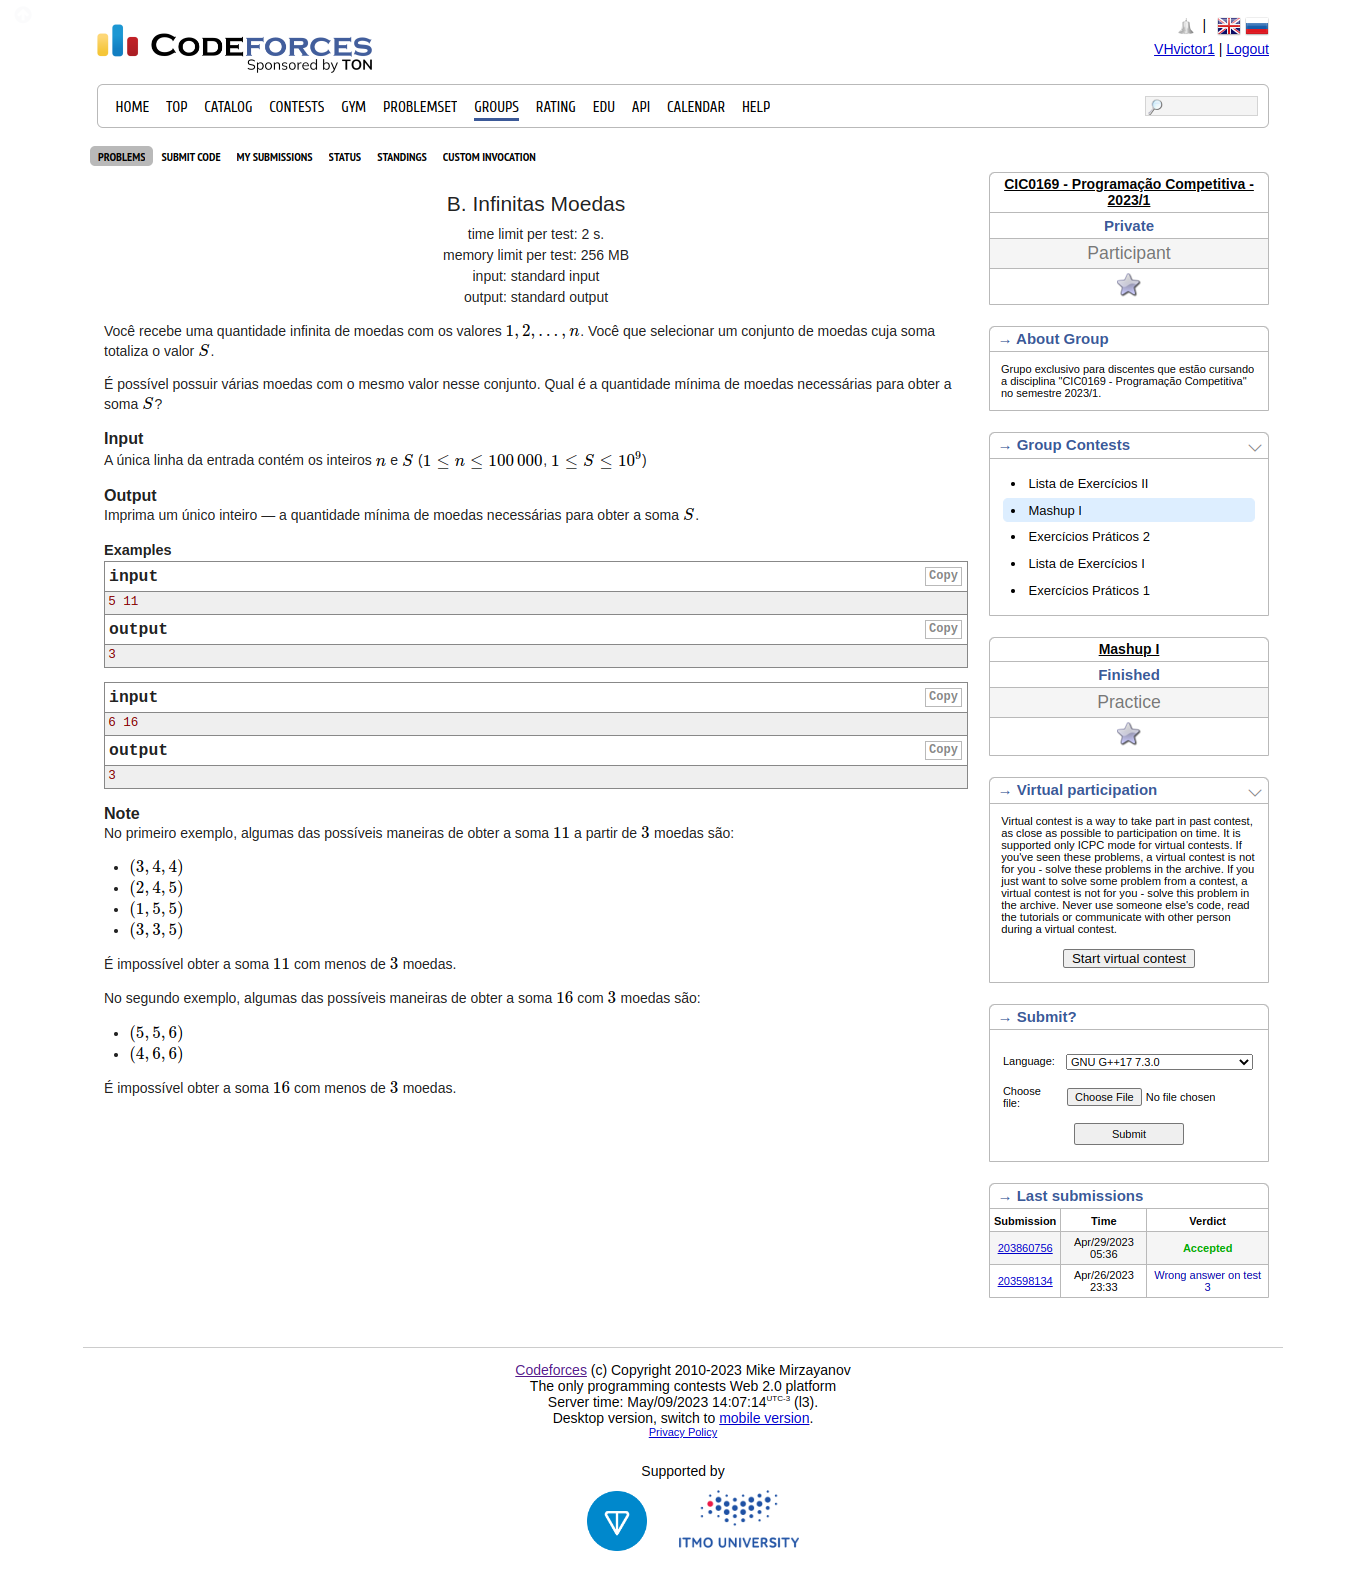 CODEFORCES
Sponsored by TON
|
VHvictor1 | Logout
HOME TOP CATALOG CONTESTS GYM PROBLEMSET GROUPS RATING EDU API CALENDAR HELP
PROBLEMS SUBMIT CODE MY SUBMISSIONS STATUS STANDINGS CUSTOM INVOCATION
B. Infinitas Moedas
time limit per test: 2 s.
memory limit per test: 256 MB
input: standard input
output: standard output
Você recebe uma quantidade infinita de moedas com os valores 1, 2, . . . , n. Você que selecionar um conjunto de moedas cuja soma
totaliza o valor S.
É possível possuir várias moedas com o mesmo valor nesse conjunto. Qual é a quantidade mínima de moedas necessárias para obter a
soma S?
Input
A única linha da entrada contém os inteiros n e S (1 ≤ n ≤ 100 000, 1 ≤ S ≤ 10⁹)
Output
Imprima um único inteiro — a quantidade mínima de moedas necessárias para obter a soma S.
Examples
input Copy
5 11
output Copy
3
input Copy
6 16
output Copy
3
Note
No primeiro exemplo, algumas das possíveis maneiras de obter a soma 11 a partir de 3 moedas são:
• (3, 4, 4)
• (2, 4, 5)
• (1, 5, 5)
• (3, 3, 5)
É impossível obter a soma 11 com menos de 3 moedas.
No segundo exemplo, algumas das possíveis maneiras de obter a soma 16 com 3 moedas são:
• (5, 5, 6)
• (4, 6, 6)
É impossível obter a soma 16 com menos de 3 moedas.
CIC0169 - Programação Competitiva -
2023/1
Private
Participant
→ About Group
Grupo exclusivo para discentes que estão cursando
a disciplina "CIC0169 - Programação Competitiva"
no semestre 2023/1.
→ Group Contests
• Lista de Exercícios II
• Mashup I
• Exercícios Práticos 2
• Lista de Exercícios I
• Exercícios Práticos 1
Mashup I
Finished
Practice
→ Virtual participation
Virtual contest is a way to take part in past contest,
as close as possible to participation on time. It is
supported only ICPC mode for virtual contests. If
you've seen these problems, a virtual contest is not
for you - solve these problems in the archive. If you
just want to solve some problem from a contest, a
virtual contest is not for you - solve this problem in
the archive. Never use someone else's code, read
the tutorials or communicate with other person
during a virtual contest.
Start virtual contest
→ Submit?
Language: GNU G++17 7.3.0
Choose
file: Choose File No file chosen
Submit
→ Last submissions
Submission Time Verdict
203860756 Apr/29/2023
05:36 Accepted
203598134 Apr/26/2023
23:33 Wrong answer on test
3
Codeforces (c) Copyright 2010-2023 Mike Mirzayanov
The only programming contests Web 2.0 platform
Server time: May/09/2023 14:07:14 UTC-3 (l3).
Desktop version, switch to mobile version.
Privacy Policy
Supported by
ITMO UNIVERSITY